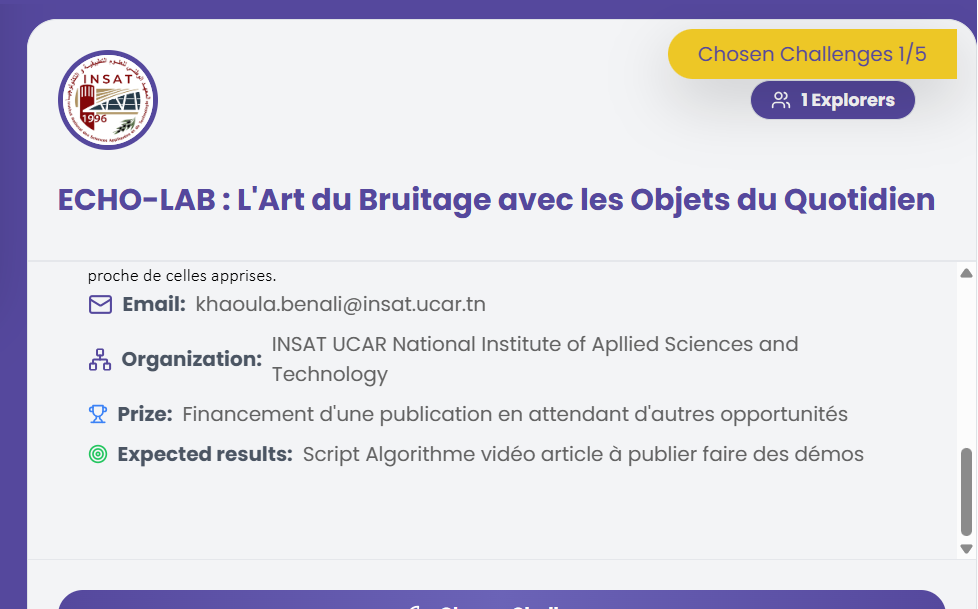 Chosen Challenges 1/5
INSAT
1996
1 Explorers
ECHO-LAB : L'Art du Bruitage avec les Objets du Quotidien
proche de celles apprises.
Email: khaoula.benali@insat.ucar.tn
Organization: INSAT UCAR National Institute of Apllied Sciences and
Technology
Prize: Financement d'une publication en attendant d'autres opportunités
Expected results: Script Algorithme vidéo article à publier faire des démos